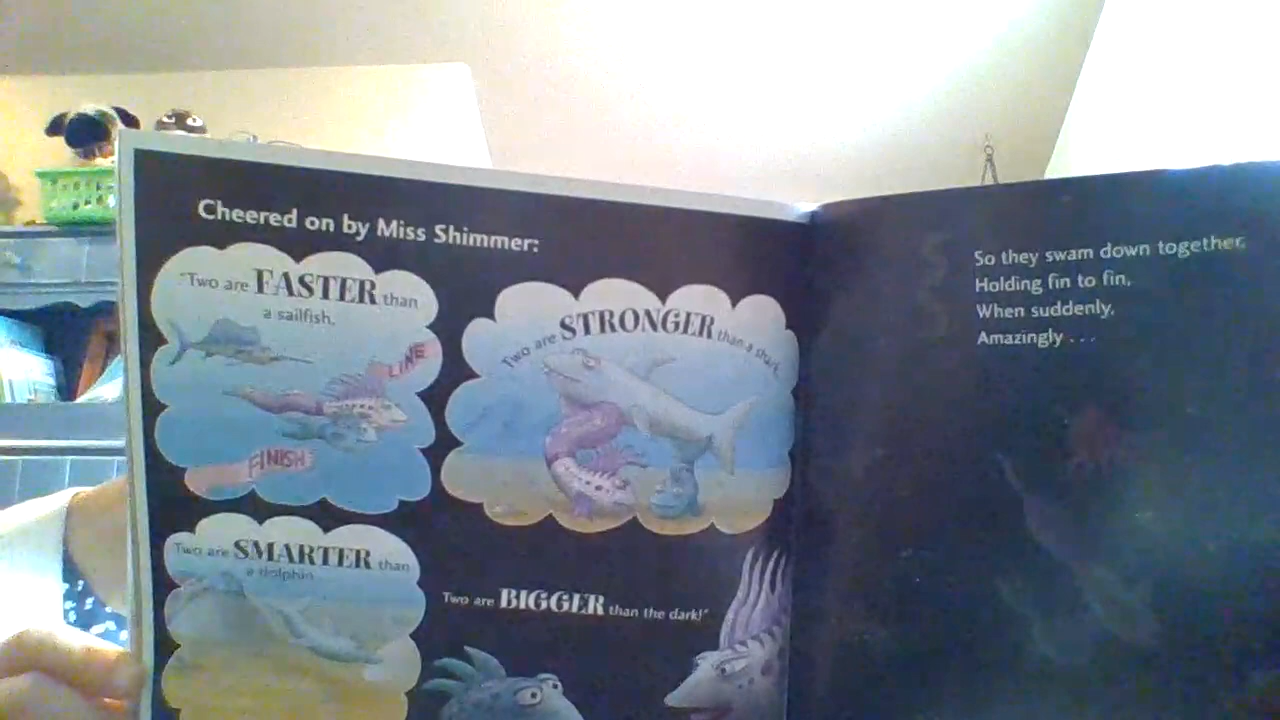 Cheered on by Miss Shimmer:
"Two are FASTER than
a sailfish.
LINE
FINISH
Two are STRONGER than a shark.
Two are SMARTER than
a dolphin.
Two are BIGGER than the dark!"
So they swam down together,
Holding fin to fin,
When suddenly,
Amazingly . . .